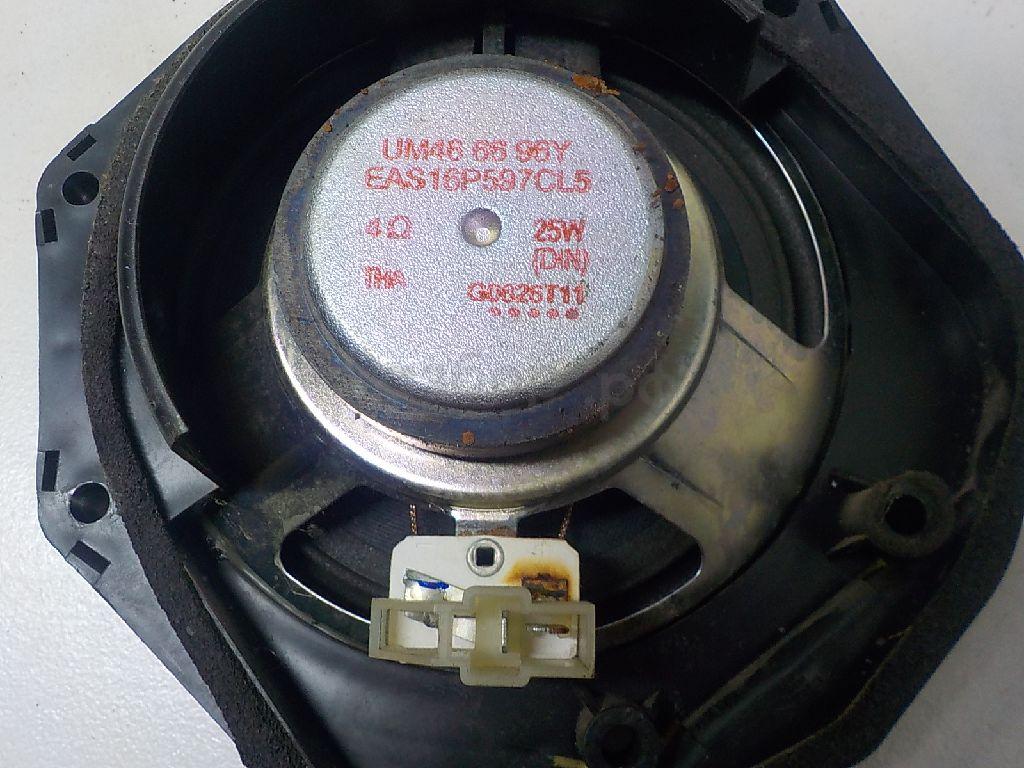 UM46 66 96Y
EAS16P597CL5
4Ω 25W
(DIN)
THA G0626T11